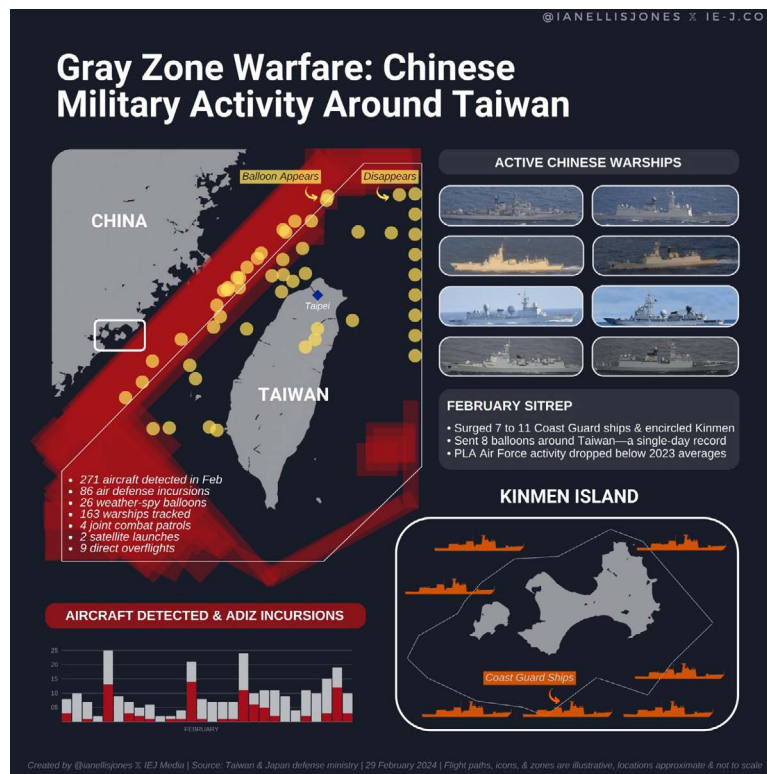 @IANELLISJONES X IE-J.CO
Gray Zone Warfare: Chinese
Military Activity Around Taiwan
Balloon Appears
Disappears
CHINA
Taipei
TAIWAN
• 271 aircraft detected in Feb
• 86 air defense incursions
• 26 weather-spy balloons
• 163 warships tracked
• 4 joint combat patrols
• 2 satellite launches
• 9 direct overflights
ACTIVE CHINESE WARSHIPS
FEBRUARY SITREP
• Surged 7 to 11 Coast Guard ships & encircled Kinmen
• Sent 8 balloons around Taiwan—a single-day record
• PLA Air Force activity dropped below 2023 averages
KINMEN ISLAND
Coast Guard Ships
AIRCRAFT DETECTED & ADIZ INCURSIONS
25
20
15
10
05
FEBRUARY
Created by @ianellisjones X IEJ Media | Source: Taiwan & Japan defense ministry | 29 February 2024 | Flight paths, icons, & zones are illustrative, locations approximate & not to scale